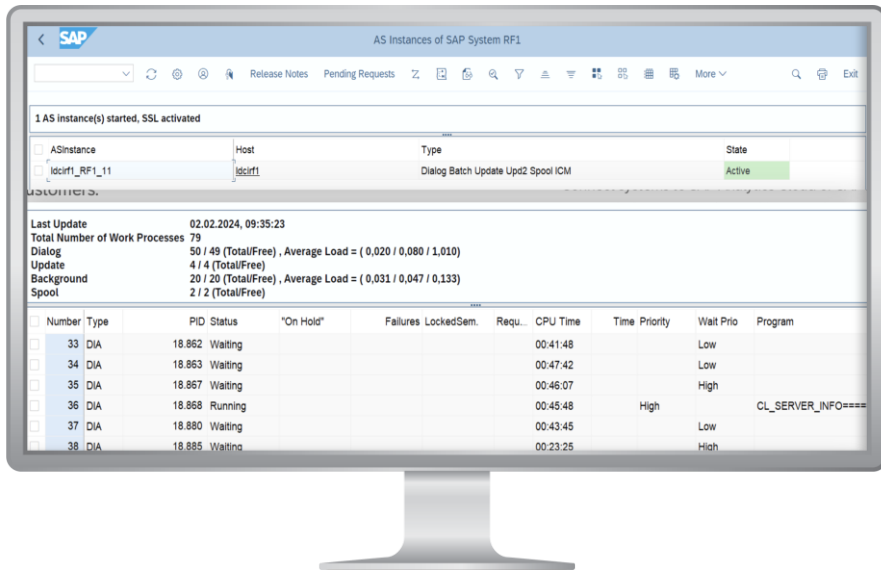 SAP
AS Instances of SAP System RF1
Release Notes Pending Requests More Exit
1 AS instance(s) started, SSL activated
ASInstance Host Type State
ldcirf1_RF1_11 ldcirf1 Dialog Batch Update Upd2 Spool ICM Active
customers.
Last Update 02.02.2024, 09:35:23
Total Number of Work Processes 79
Dialog 50 / 49 (Total/Free) , Average Load = ( 0,020 / 0,080 / 1,010)
Update 4 / 4 (Total/Free)
Background 20 / 20 (Total/Free) , Average Load = ( 0,031 / 0,047 / 0,133)
Spool 2 / 2 (Total/Free)
Number Type PID Status "On Hold" Failures LockedSem. Requ... CPU Time Time Priority Wait Prio Program
33 DIA 18.862 Waiting 00:41:48 Low
34 DIA 18.863 Waiting 00:47:42 Low
35 DIA 18.867 Waiting 00:46:07 High
36 DIA 18.868 Running 00:45:48 High CL_SERVER_INFO====
37 DIA 18.880 Waiting 00:43:45 Low
38 DIA 18.885 Waiting 00:23:25 High